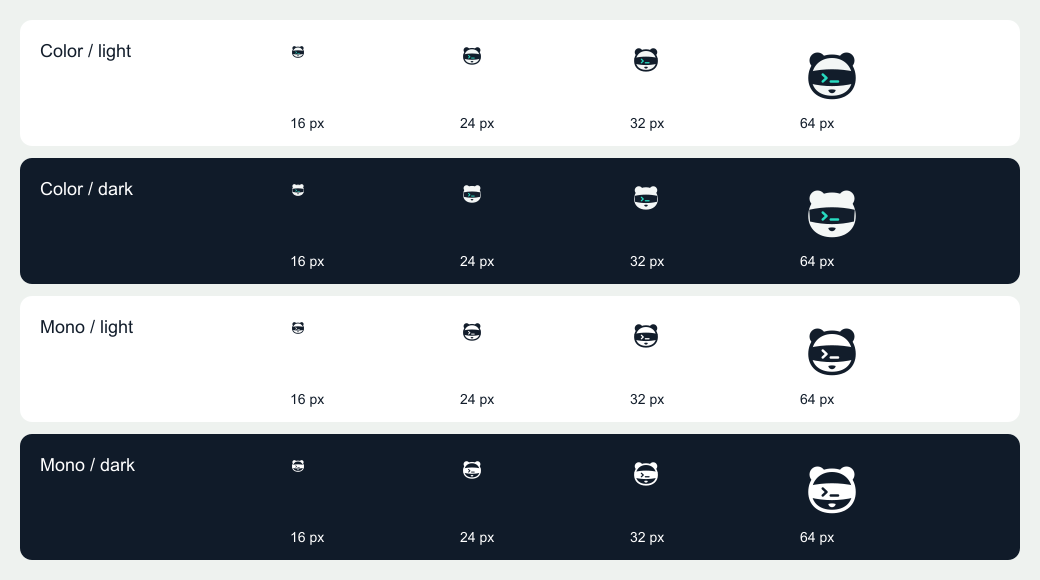 Color / light
16 px 24 px 32 px 64 px
Color / dark
16 px 24 px 32 px 64 px
Mono / light
16 px 24 px 32 px 64 px
Mono / dark
16 px 24 px 32 px 64 px